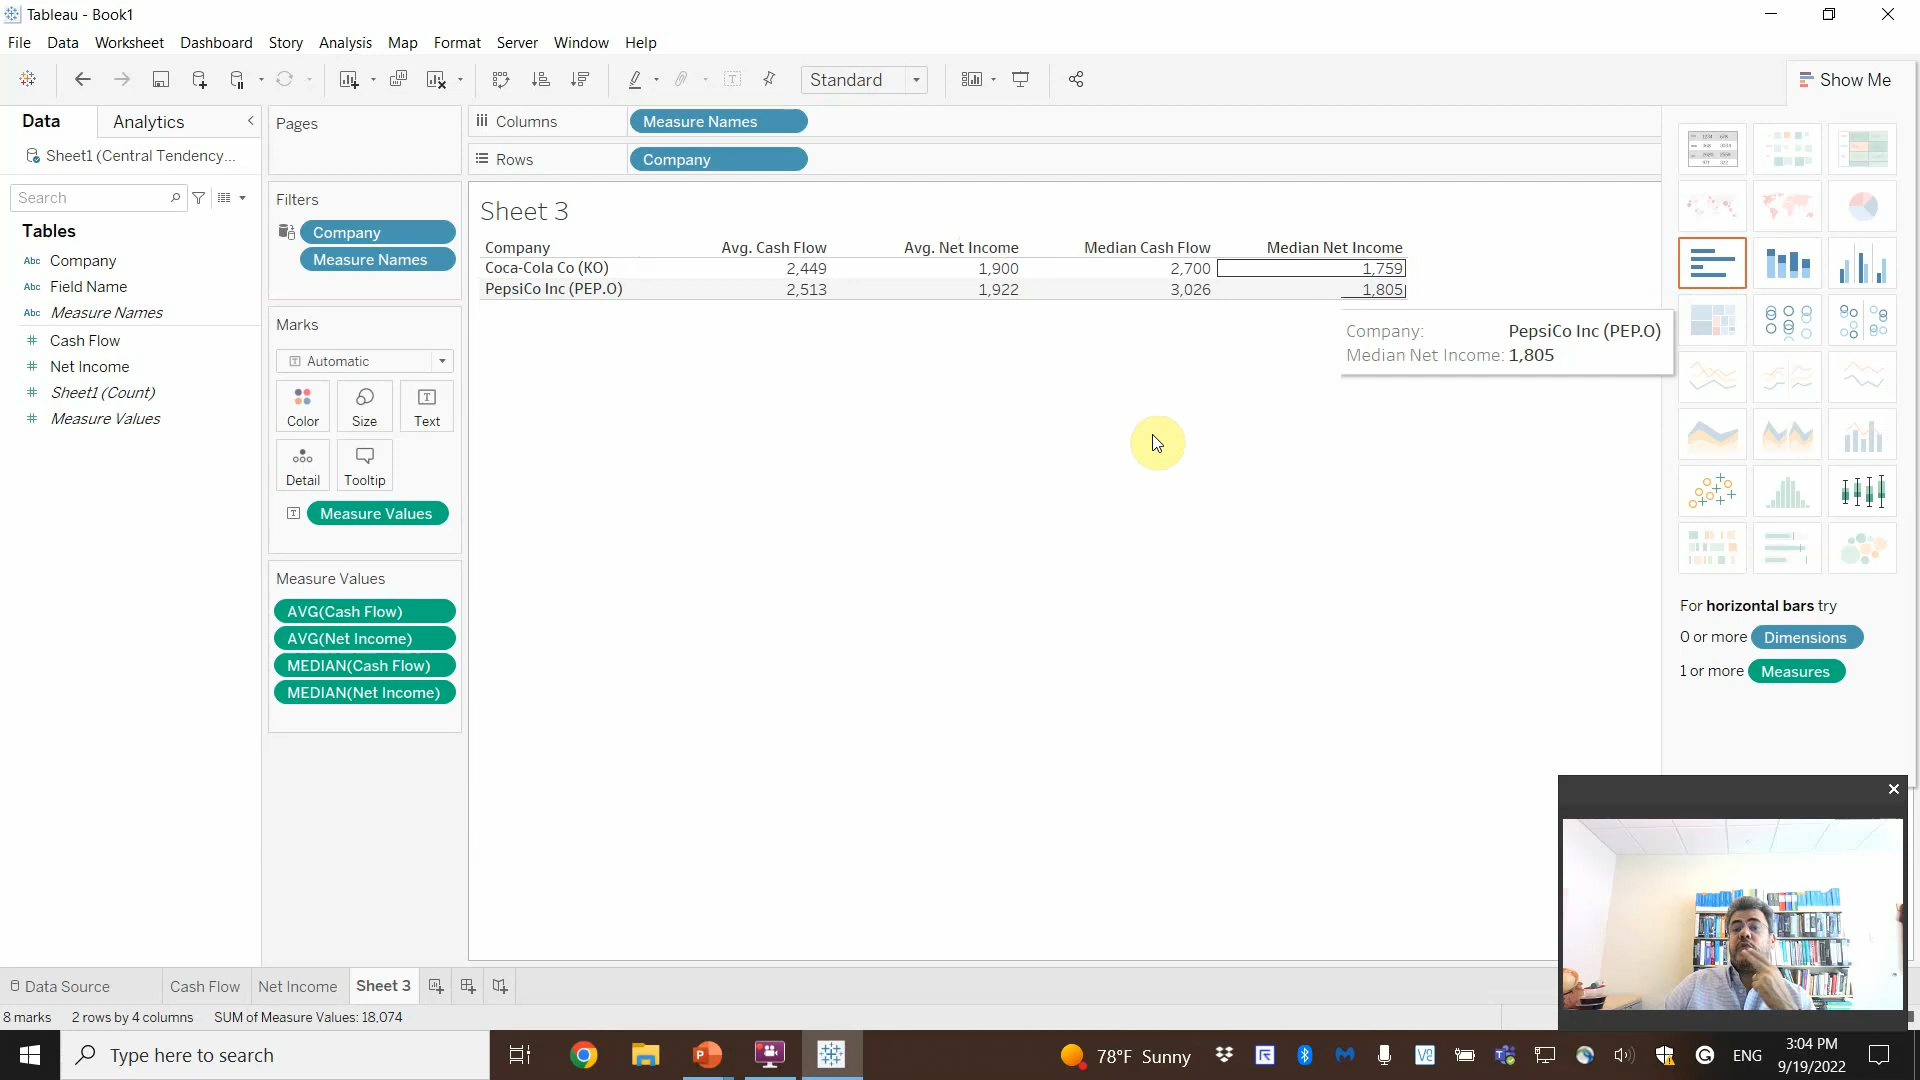 Tableau - Book1
File Data Worksheet Dashboard Story Analysis Map Format Server Window Help
Standard
Show Me
Data Analytics
Sheet1 (Central Tendency...
Search
Tables
Abc Company
Abc Field Name
Abc Measure Names
Cash Flow
Net Income
Sheet1 (Count)
Measure Values
Pages
Filters
Company
Measure Names
Marks
Automatic
Color Size Text
Detail Tooltip
Measure Values
Measure Values
AVG(Cash Flow)
AVG(Net Income)
MEDIAN(Cash Flow)
MEDIAN(Net Income)
Columns Measure Names
Rows Company
Sheet 3
Company Avg. Cash Flow Avg. Net Income Median Cash Flow Median Net Income
Coca-Cola Co (KO) 2,449 1,900 2,700 1,759
PepsiCo Inc (PEP.O) 2,513 1,922 3,026 1,805
Company: PepsiCo Inc (PEP.O)
Median Net Income: 1,805
For horizontal bars try
0 or more Dimensions
1 or more Measures
Data Source Cash Flow Net Income Sheet 3
8 marks 2 rows by 4 columns SUM of Measure Values: 18,074
Type here to search
78°F Sunny
ENG
3:04 PM
9/19/2022